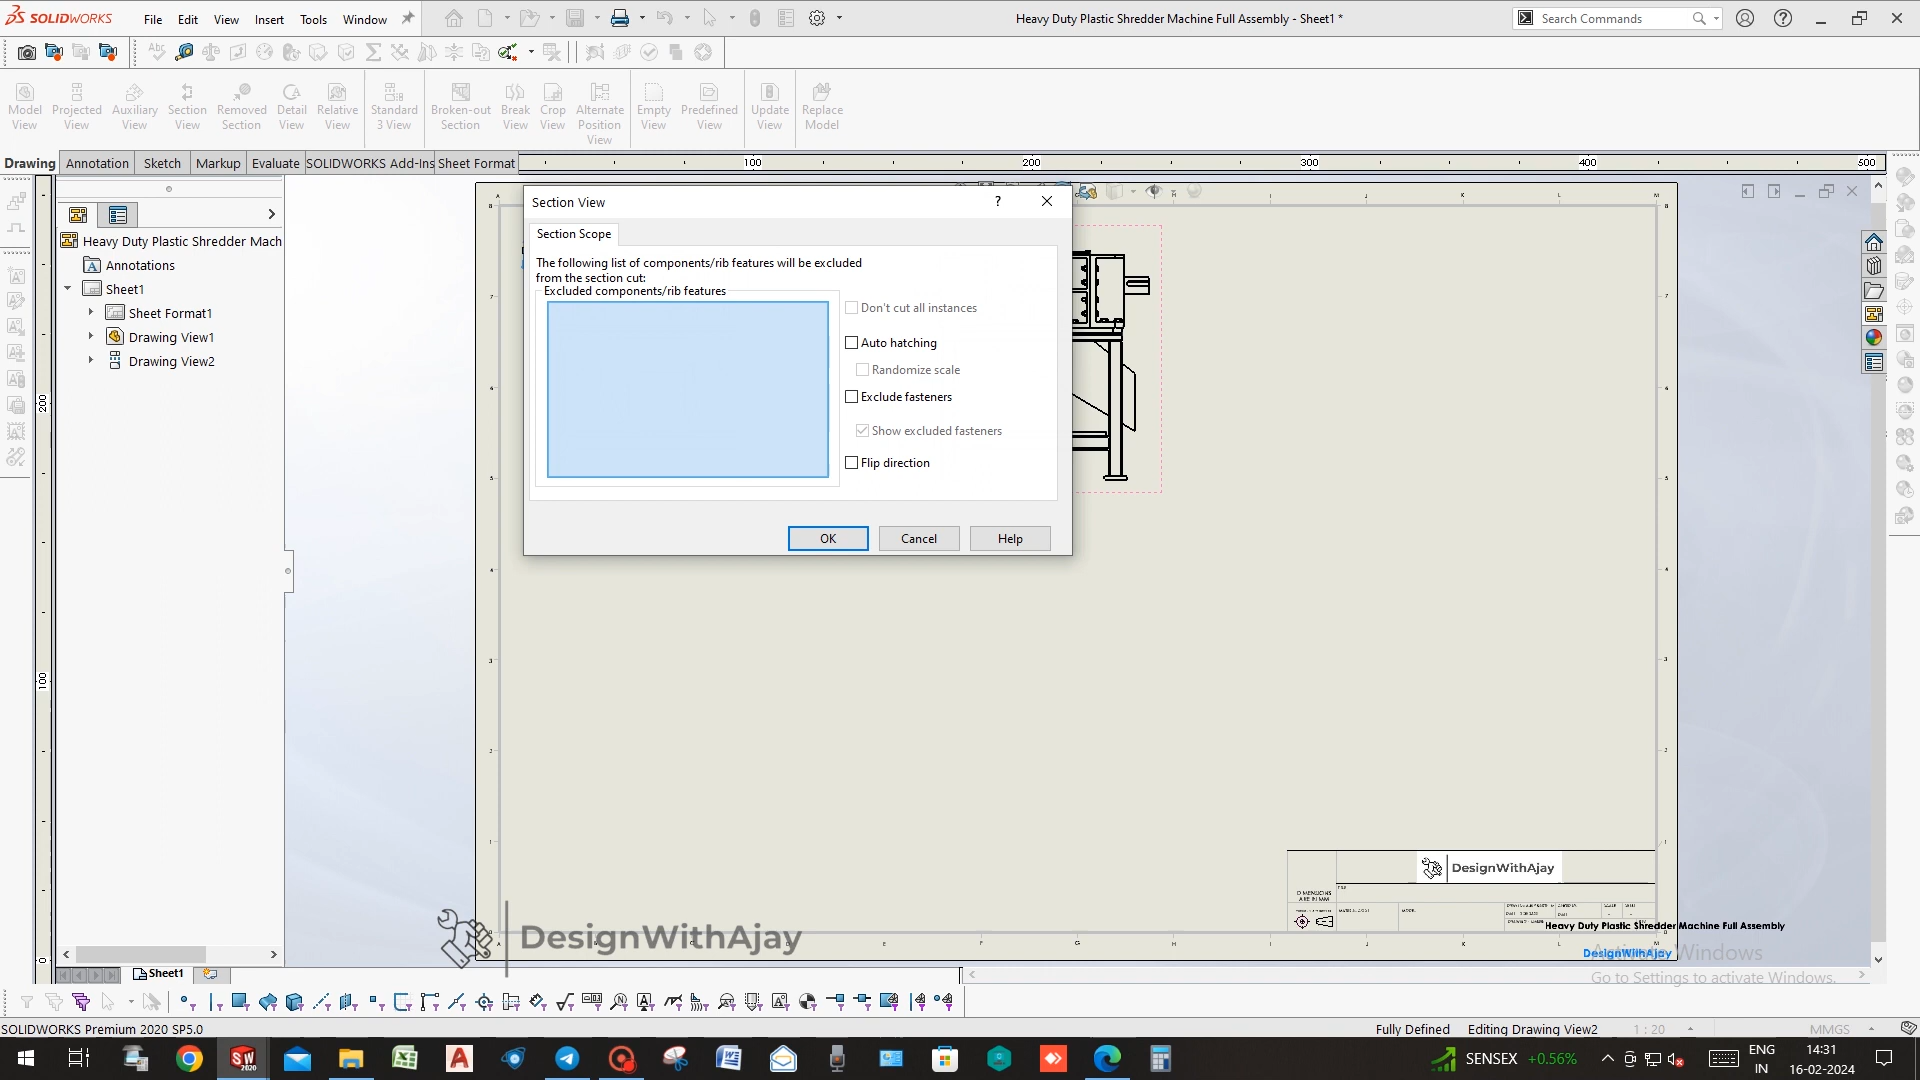 SOLIDWORKS
File Edit View Insert Tools Window
Heavy Duty Plastic Shredder Machine Full Assembly - Sheet1 *
Search Commands
Model View
Projected View
Auxiliary View
Section View
Removed Section
Detail View
Relative View
Standard 3 View
Broken-out Section
Break View
Crop View
Alternate Position View
Empty View
Predefined View
Update View
Replace Model
Drawing Annotation Sketch Markup Evaluate SOLIDWORKS Add-Ins Sheet Format
100 200 300 400 500
Heavy Duty Plastic Shredder Mach
Annotations
Sheet1
Sheet Format1
Drawing View1
Drawing View2
200
100
0
Section View
?
Section Scope
The following list of components/rib features will be excluded
from the section cut:
Excluded components/rib features
Don't cut all instances
Auto hatching
Randomize scale
Exclude fasteners
Show excluded fasteners
Flip direction
OK Cancel Help
DesignWithAjay
Heavy Duty Plastic Shredder Machine Full Assembly
DesignWithAjay
DesignWithAjay
Activate Windows
Go to Settings to activate Windows.
Sheet1
SOLIDWORKS Premium 2020 SP5.0
Fully Defined Editing Drawing View2 1 : 20 MMGS
SENSEX +0.56%
ENG
IN
14:31
16-02-2024